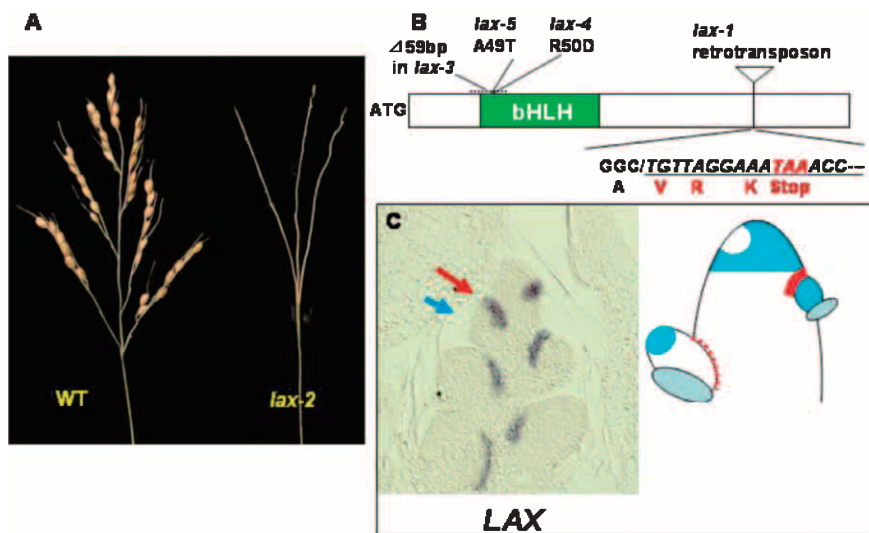 A
WT
lax-2
B
lax-5
lax-4
lax-1
⊿59bp
A49T
R50D
retrotransposon
in lax-3
ATG
bHLH
GGC/TGTTAGGAAATAAACC---
A V R K Stop
C
LAX